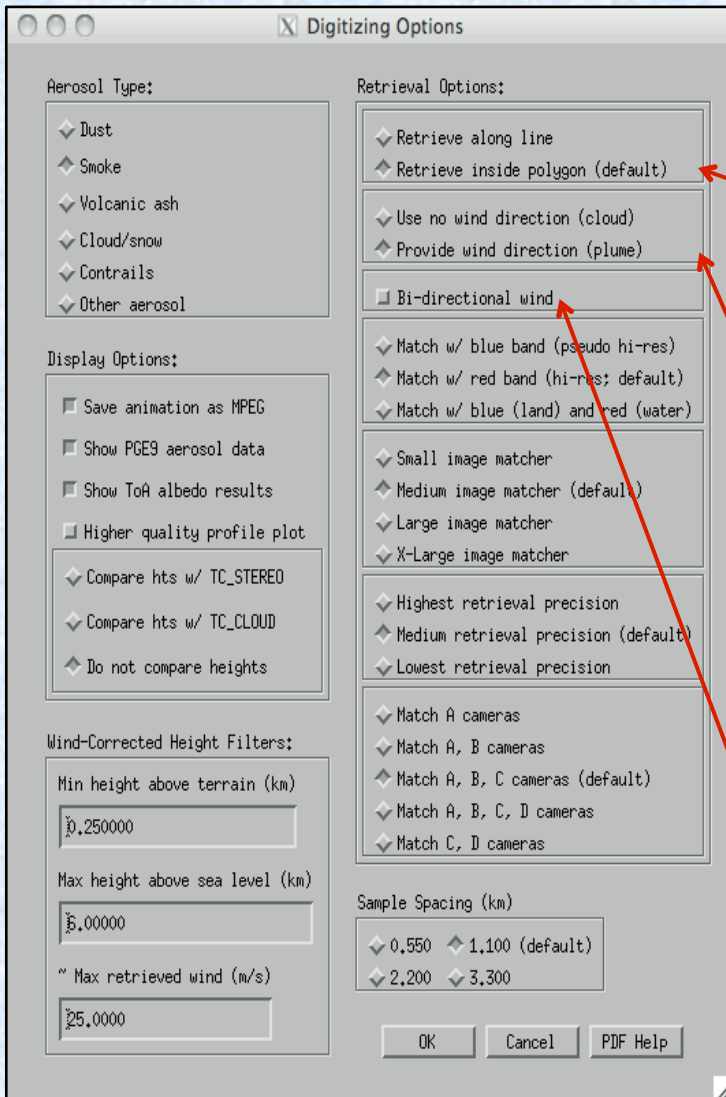 Digitizing Options
Aerosol Type:
Dust
Smoke
Volcanic ash
Cloud/snow
Contrails
Other aerosol
Display Options:
Save animation as MPEG
Show PGE9 aerosol data
Show ToA albedo results
Higher quality profile plot
Compare hts w/ TC_STEREO
Compare hts w/ TC_CLOUD
Do not compare heights
Wind-Corrected Height Filters:
Min height above terrain (km)
0.250000
Max height above sea level (km)
6.00000
~ Max retrieved wind (m/s)
25.0000
Retrieval Options:
Retrieve along line
Retrieve inside polygon (default)
Use no wind direction (cloud)
Provide wind direction (plume)
Bi-directional wind
Match w/ blue band (pseudo hi-res)
Match w/ red band (hi-res; default)
Match w/ blue (land) and red (water)
Small image matcher
Medium image matcher (default)
Large image matcher
X-Large image matcher
Highest retrieval precision
Medium retrieval precision (default)
Lowest retrieval precision
Match A cameras
Match A, B cameras
Match A, B, C cameras (default)
Match A, B, C, D cameras
Match C, D cameras
Sample Spacing (km)
0.550 1.100 (default)
2.200 3.300
OK Cancel PDF Help